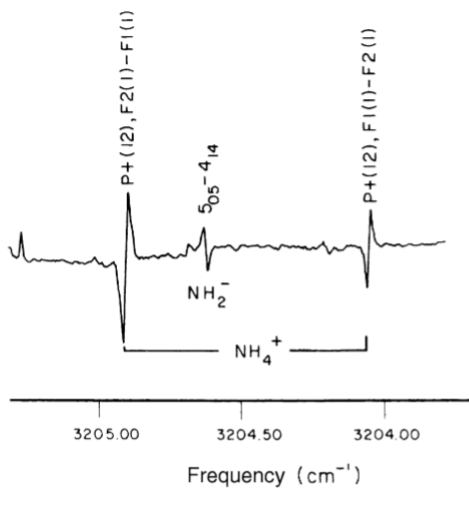 P+(12),F2(1)-F1(1)
5₀₅-4₁₄
P+(12),F1(1)-F2(1)
NH₂⁻
NH₄⁺
3205.00 3204.50 3204.00
Frequency (cm⁻¹)